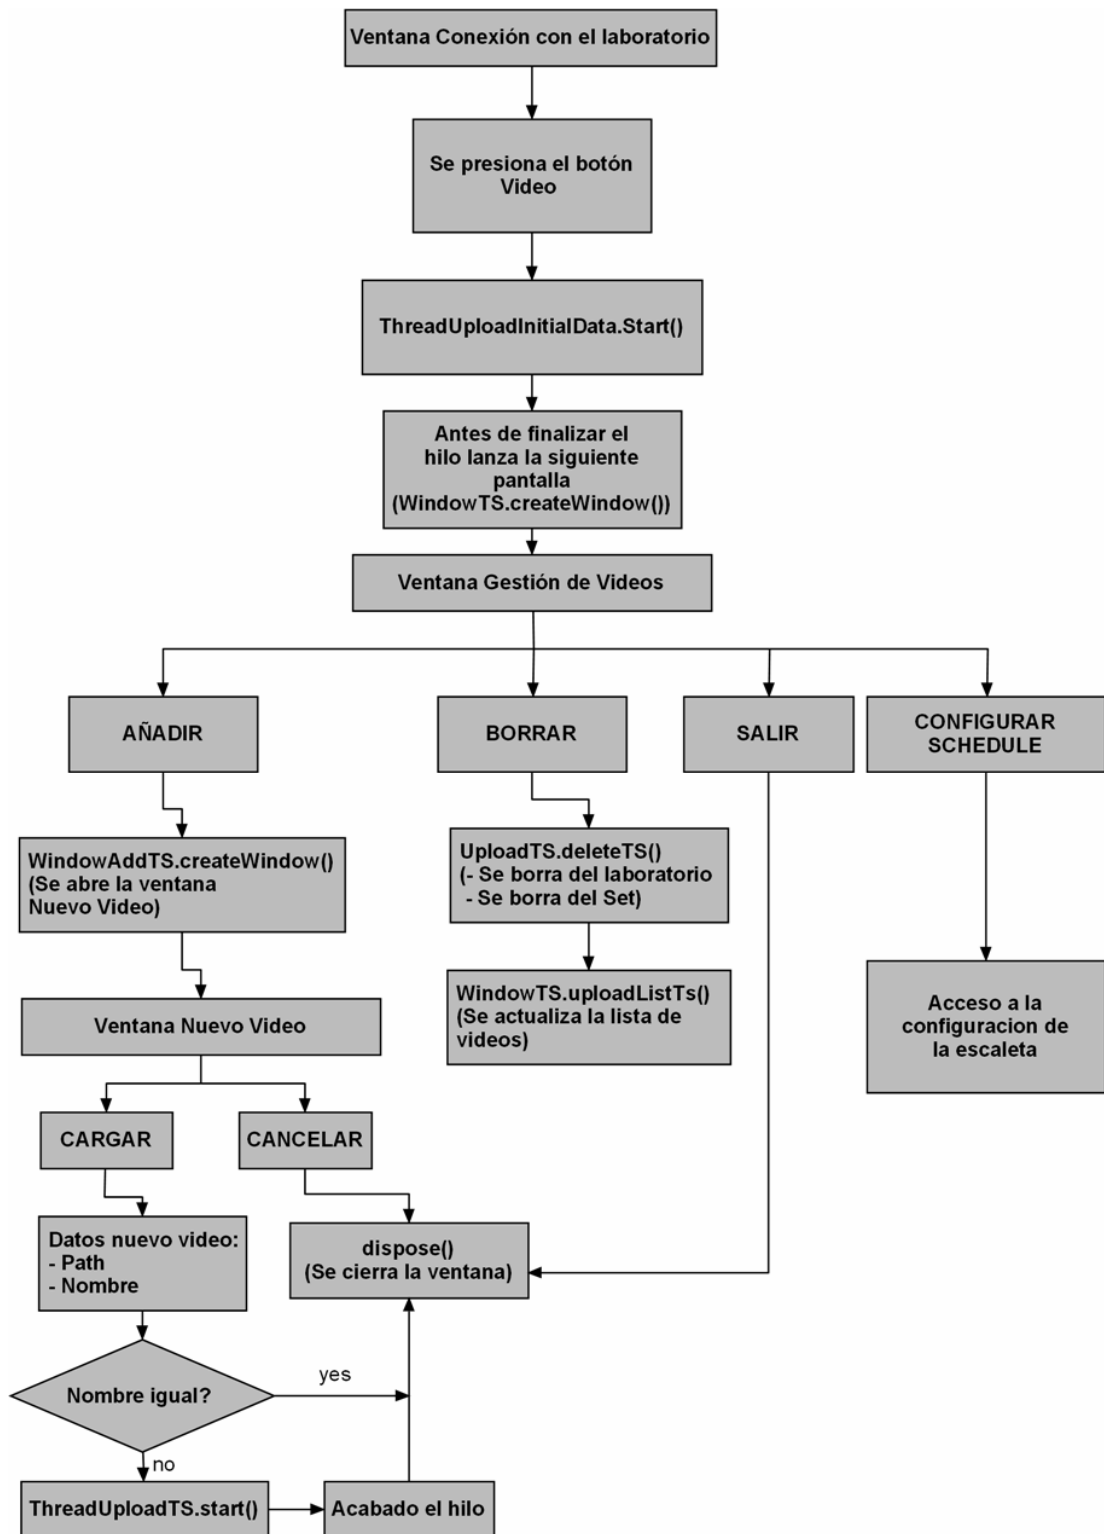 Ventana Conexión con el laboratorio
Se presiona el botón
Video
ThreadUploadInitialData.Start()
Antes de finalizar el
hilo lanza la siguiente
pantalla
(WindowTS.createWindow())
Ventana Gestión de Videos
AÑADIR
BORRAR
SALIR
CONFIGURAR
SCHEDULE
WindowAddTS.createWindow()
(Se abre la ventana
Nuevo Video)
UploadTS.deleteTS()
(- Se borra del laboratorio
- Se borra del Set)
WindowTS.uploadListTs()
(Se actualiza la lista de
videos)
Acceso a la
configuracion de
la escaleta
Ventana Nuevo Video
CARGAR
CANCELAR
Datos nuevo video:
- Path
- Nombre
dispose()
(Se cierra la ventana)
Nombre igual?
yes
no
ThreadUploadTS.start()
Acabado el hilo